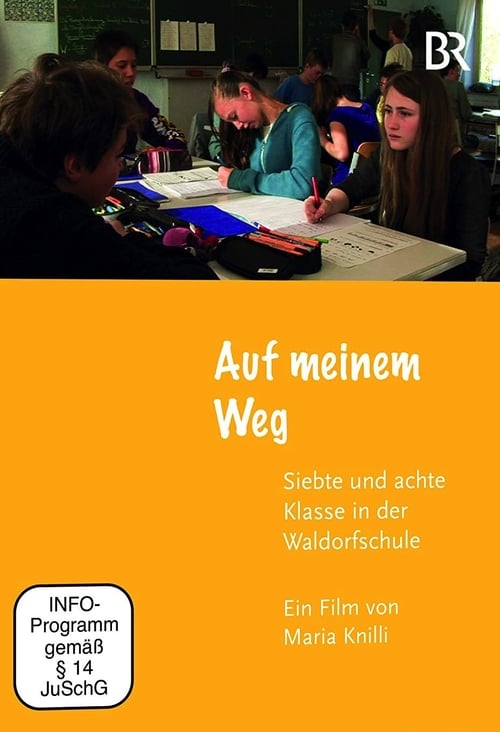 BR
Auf meinem
Weg
Siebte und achte
Klasse in der
Waldorfschule
Ein Film von
Maria Knilli
INFO-
Programm
gemäß
§ 14
JuSchG